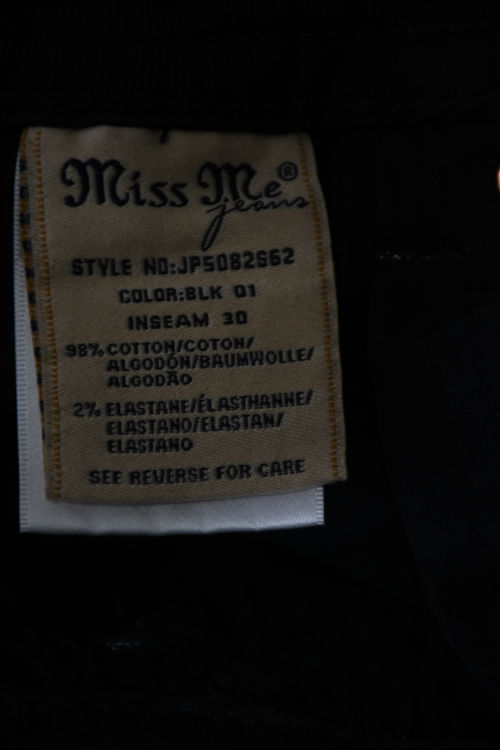 Miss Me®
jeans
STYLE NO:JP5082S62
COLOR:BLK 01
INSEAM 30
98% COTTON/COTON/
ALGODÓN/BAUMWOLLE/
ALGODÃO
2% ELASTANE/ÉLASTHANNE/
ELASTANO/ELASTAN/
ELASTANO
SEE REVERSE FOR CARE